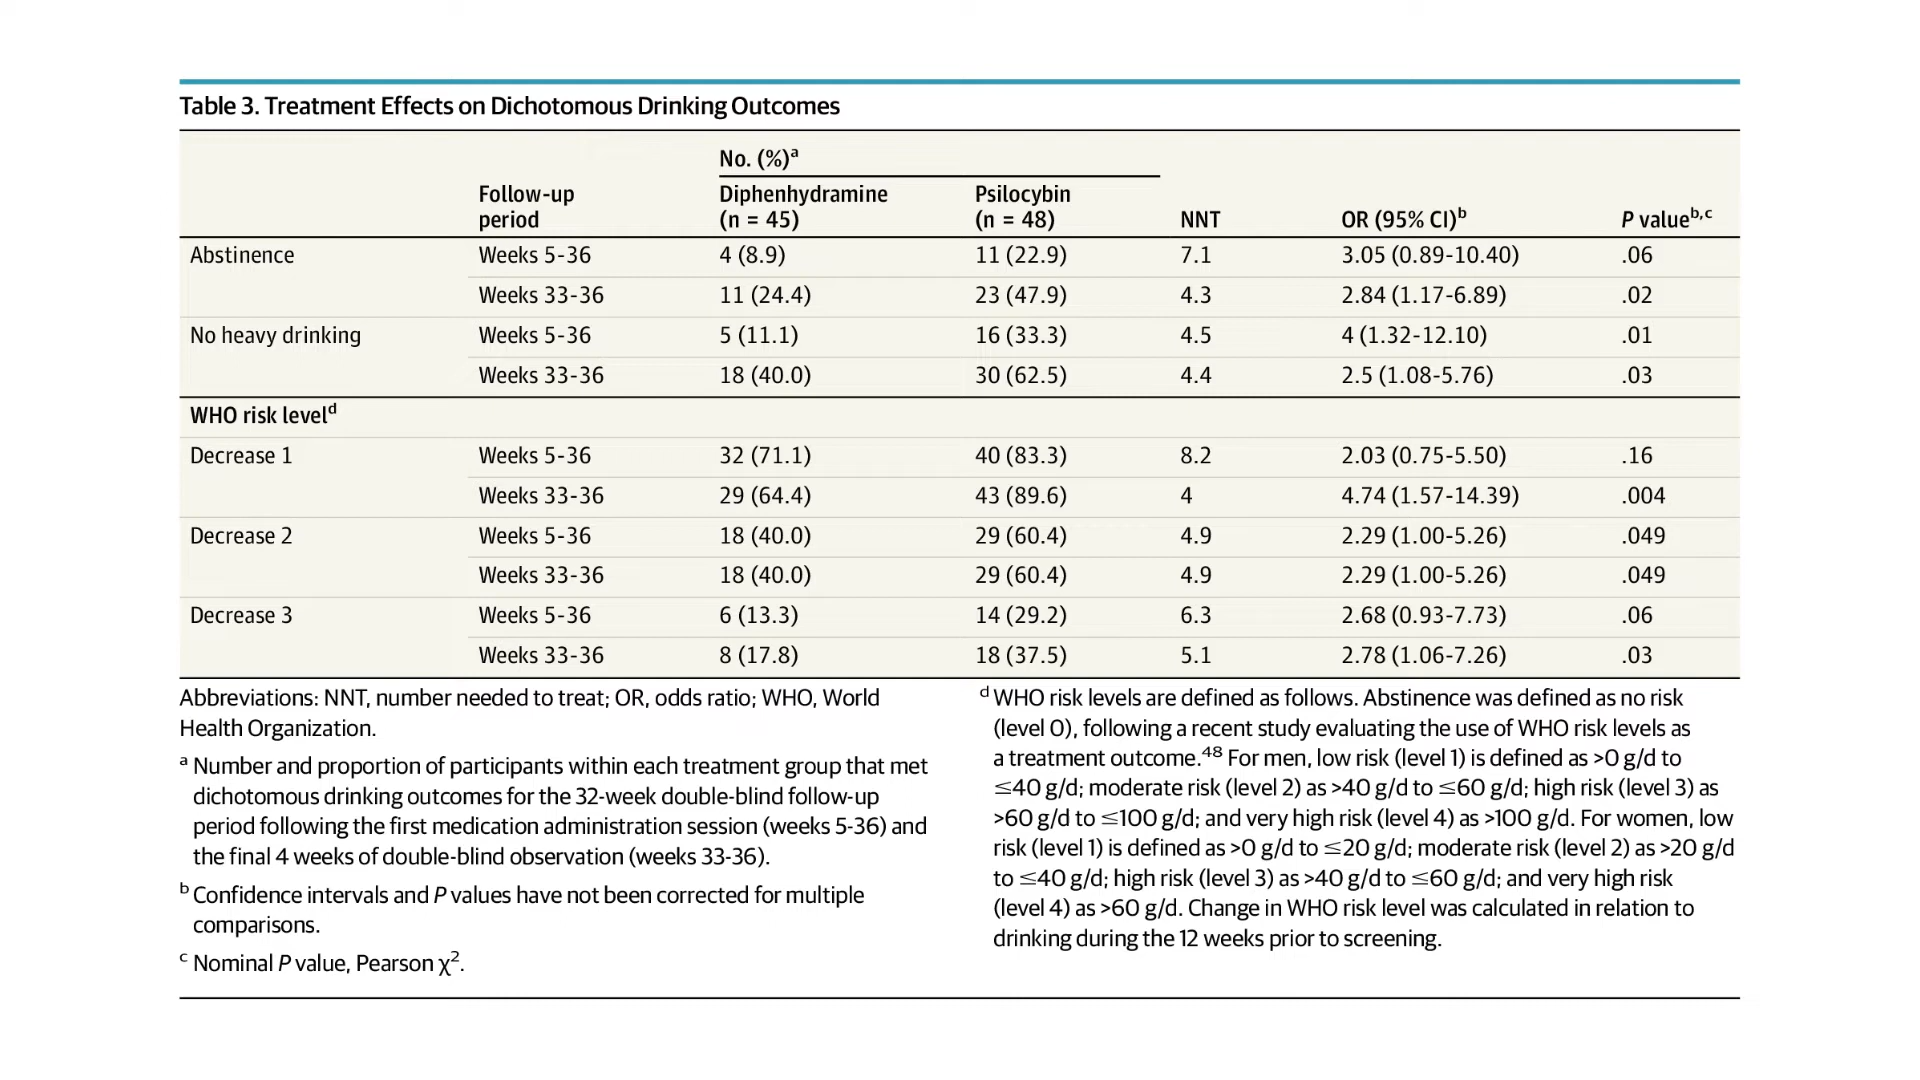 Table 3. Treatment Effects on Dichotomous Drinking Outcomes
No. (%)a
Follow-up period Diphenhydramine (n = 45) Psilocybin (n = 48) NNT OR (95% CI)b P valueb,c
Abstinence Weeks 5-36 4 (8.9) 11 (22.9) 7.1 3.05 (0.89-10.40) .06
Weeks 33-36 11 (24.4) 23 (47.9) 4.3 2.84 (1.17-6.89) .02
No heavy drinking Weeks 5-36 5 (11.1) 16 (33.3) 4.5 4 (1.32-12.10) .01
Weeks 33-36 18 (40.0) 30 (62.5) 4.4 2.5 (1.08-5.76) .03
WHO risk leveld
Decrease 1 Weeks 5-36 32 (71.1) 40 (83.3) 8.2 2.03 (0.75-5.50) .16
Weeks 33-36 29 (64.4) 43 (89.6) 4 4.74 (1.57-14.39) .004
Decrease 2 Weeks 5-36 18 (40.0) 29 (60.4) 4.9 2.29 (1.00-5.26) .049
Weeks 33-36 18 (40.0) 29 (60.4) 4.9 2.29 (1.00-5.26) .049
Decrease 3 Weeks 5-36 6 (13.3) 14 (29.2) 6.3 2.68 (0.93-7.73) .06
Weeks 33-36 8 (17.8) 18 (37.5) 5.1 2.78 (1.06-7.26) .03
Abbreviations: NNT, number needed to treat; OR, odds ratio; WHO, World
Health Organization.
a Number and proportion of participants within each treatment group that met
dichotomous drinking outcomes for the 32-week double-blind follow-up
period following the first medication administration session (weeks 5-36) and
the final 4 weeks of double-blind observation (weeks 33-36).
b Confidence intervals and P values have not been corrected for multiple
comparisons.
c Nominal P value, Pearson χ2.
d WHO risk levels are defined as follows. Abstinence was defined as no risk
(level 0), following a recent study evaluating the use of WHO risk levels as
a treatment outcome.48 For men, low risk (level 1) is defined as >0 g/d to
≤40 g/d; moderate risk (level 2) as >40 g/d to ≤60 g/d; high risk (level 3) as
>60 g/d to ≤100 g/d; and very high risk (level 4) as >100 g/d. For women, low
risk (level 1) is defined as >0 g/d to ≤20 g/d; moderate risk (level 2) as >20 g/d
to ≤40 g/d; high risk (level 3) as >40 g/d to ≤60 g/d; and very high risk
(level 4) as >60 g/d. Change in WHO risk level was calculated in relation to
drinking during the 12 weeks prior to screening.